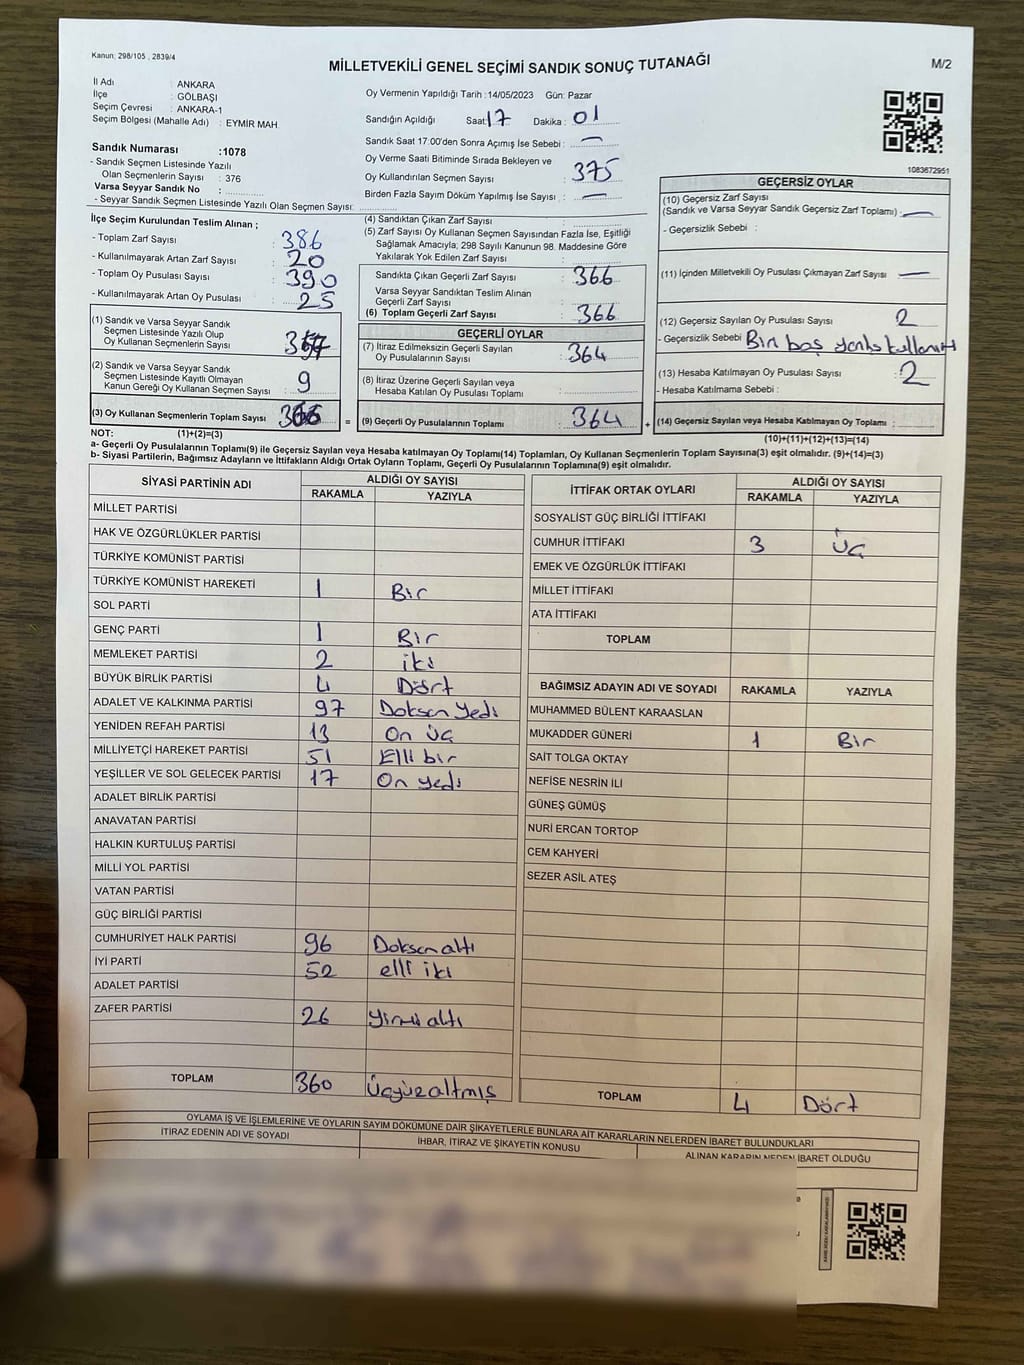 Kanun: 298/105 , 2839/4
MİLLETVEKİLİ GENEL SEÇİMİ SANDIK SONUÇ TUTANAĞI
M/2
İl Adı : ANKARA
İlçe : GÖLBAŞI
Seçim Çevresi : ANKARA-1
Seçim Bölgesi (Mahalle Adı) : EYMİR MAH
Sandık Numarası :1078
- Sandık Seçmen Listesinde Yazılı
Olan Seçmenlerin Sayısı : 376
Varsa Seyyar Sandık No :
- Seyyar Sandık Seçmen Listesinde Yazılı Olan Seçmen Sayısı:
Oy Vermenin Yapıldığı Tarih :14/05/2023 Gün: Pazar
Sandığın Açıldığı Saat: 17 Dakika : 01
Sandık Saat 17:00'den Sonra Açımış İse Sebebi : —
Oy Verme Saati Bitiminde Sırada Bekleyen ve
Oy Kullandırılan Seçmen Sayısı : 375
Birden Fazla Sayım Döküm Yapılmış İse Sayısı : —
1083672951
İlçe Seçim Kurulundan Teslim Alınan ;
- Toplam Zarf Sayısı : 386
- Kullanılmayarak Artan Zarf Sayısı : 20
- Toplam Oy Pusulası Sayısı : 390
- Kullanılmayarak Artan Oy Pusulası : 25
(1) Sandık ve Varsa Seyyar Sandık
Seçmen Listesinde Yazılı Olup
Oy Kullanan Seçmenlerin Sayısı :
(2) Sandık ve Varsa Seyyar Sandık
Seçmen Listesinde Kayıtlı Olmayan
Kanun Gereği Oy Kullanan Seçmen Sayısı : 9
(3) Oy Kullanan Seçmenlerin Toplam Sayısı 366 =
(4) Sandıktan Çıkan Zarf Sayısı :
(5) Zarf Sayısı Oy Kullanan Seçmen Sayısından Fazla İse, Eşitliği
Sağlamak Amacıyla; 298 Sayılı Kanunun 98. Maddesine Göre
Yakılarak Yok Edilen Zarf Sayısı :
Sandıkta Çıkan Geçerli Zarf Sayısı : 366
Varsa Seyyar Sandıktan Teslim Alınan
Geçerli Zarf Sayısı :
(6) Toplam Geçerli Zarf Sayısı : 366
GEÇERLİ OYLAR
(7) İtiraz Edilmeksizin Geçerli Sayılan
Oy Pusulalarının Sayısı : 364
(8) İtiraz Üzerine Geçerli Sayılan veya
Hesaba Katılan Oy Pusulası Toplamı :
(9) Geçerli Oy Pusulalarının Toplamı : 364 +
GEÇERSİZ OYLAR
(10) Geçersiz Zarf Sayısı
(Sandık ve Varsa Seyyar Sandık Geçersiz Zarf Toplamı) : —
- Geçersizlik Sebebi :
(11) İçinden Milletvekili Oy Pusulası Çıkmayan Zarf Sayısı : —
(12) Geçersiz Sayılan Oy Pusulası Sayısı : 2
- Geçersizlik Sebebi : Bir boş
(13) Hesaba Katılmayan Oy Pusulası Sayısı : 2
- Hesaba Katılmama Sebebi :
(14) Geçersiz Sayılan veya Hesaba Katılmayan Oy Toplamı :
NOT: (1)+(2)=(3)
(10)+(11)+(12)+(13)=(14)
a- Geçerli Oy Pusulalarının Toplamı(9) ile Geçersiz Sayılan veya Hesaba katılmayan Oy Toplamı(14) Toplamları, Oy Kullanan Seçmenlerin Toplam Sayısına(3) eşit olmalıdır. (9)+(14)=(3)
b- Siyasi Partilerin, Bağımsız Adayların ve İttifakların Aldığı Ortak Oyların Toplamı, Geçerli Oy Pusulalarının Toplamına(9) eşit olmalıdır.
SİYASİ PARTİNİN ADI
ALDIĞI OY SAYISI
RAKAMLA YAZIYLA
MİLLET PARTİSİ
HAK VE ÖZGÜRLÜKLER PARTİSİ
TÜRKİYE KOMÜNİST PARTİSİ
TÜRKİYE KOMÜNİST HAREKETİ 1 Bir
SOL PARTİ
GENÇ PARTİ 1 Bir
MEMLEKET PARTİSİ 2 iki
BÜYÜK BİRLİK PARTİSİ 4 Dört
ADALET VE KALKINMA PARTİSİ 97 Doksan Yedi
YENİDEN REFAH PARTİSİ 13 On üç
MİLLİYETÇİ HAREKET PARTİSİ 51 Elli bir
YEŞİLLER VE SOL GELECEK PARTİSİ 17 On yedi
ADALET BİRLİK PARTİSİ
ANAVATAN PARTİSİ
HALKIN KURTULUŞ PARTİSİ
MİLLİ YOL PARTİSİ
VATAN PARTİSİ
GÜÇ BİRLİĞİ PARTİSİ
CUMHURİYET HALK PARTİSİ 96 Doksan altı
İYİ PARTİ 52 elli iki
ADALET PARTİSİ
ZAFER PARTİSİ 26 Yirmi altı
TOPLAM 360 Üçyüzaltmış
İTTİFAK ORTAK OYLARI
ALDIĞI OY SAYISI
RAKAMLA YAZIYLA
SOSYALİST GÜÇ BİRLİĞİ İTTİFAKI
CUMHUR İTTİFAKI 3 Üç
EMEK VE ÖZGÜRLÜK İTTİFAKI
MİLLET İTTİFAKI
ATA İTTİFAKI
TOPLAM
BAĞIMSIZ ADAYIN ADI VE SOYADI RAKAMLA YAZIYLA
MUHAMMED BÜLENT KARAASLAN
MUKADDER GÜNERİ 1 Bir
SAİT TOLGA OKTAY
NEFİSE NESRİN İLİ
GÜNEŞ GÜMÜŞ
NURİ ERCAN TORTOP
CEM KAHYERİ
SEZER ASİL ATEŞ
TOPLAM 4 Dört
OYLAMA İŞ VE İŞLEMLERİNE VE OYLARIN SAYIM DÖKÜMÜNE DAİR ŞİKAYETLERLE BUNLARA AİT KARARLARIN NELERDEN İBARET BULUNDUKLARI
İTİRAZ EDENİN ADI VE SOYADI
İHBAR, İTİRAZ VE ŞİKAYETİN KONUSU
ALINAN KARARIN NEDEN İBARET OLDUĞU